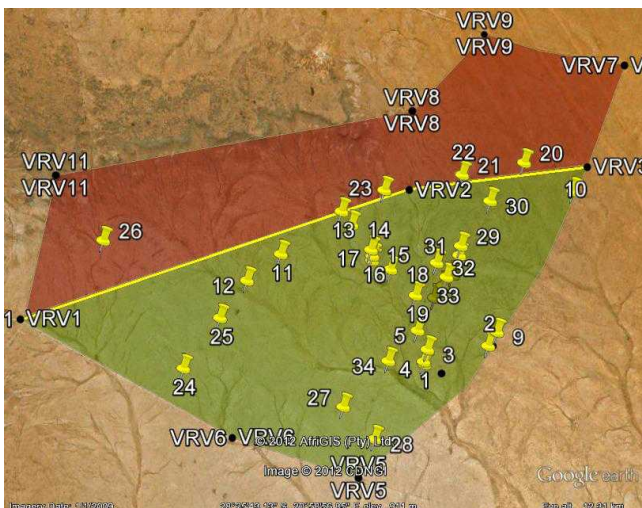 VRV9
VRV9
VRV7
VRV8
VRV8
VRV11
VRV11
22
21
20
VRV3
23
VRV2
10
30
26
13
14
31
29
17
15
11
16
32
12
18
33
1
VRV1
25
19
5
2
9
34
4
3
24
1
27
VRV6
VRV6
© 2012 AfriGIS (Pty) Ltd
28
VRV5
Image © 2012 CDNGI
VRV5
Google earth